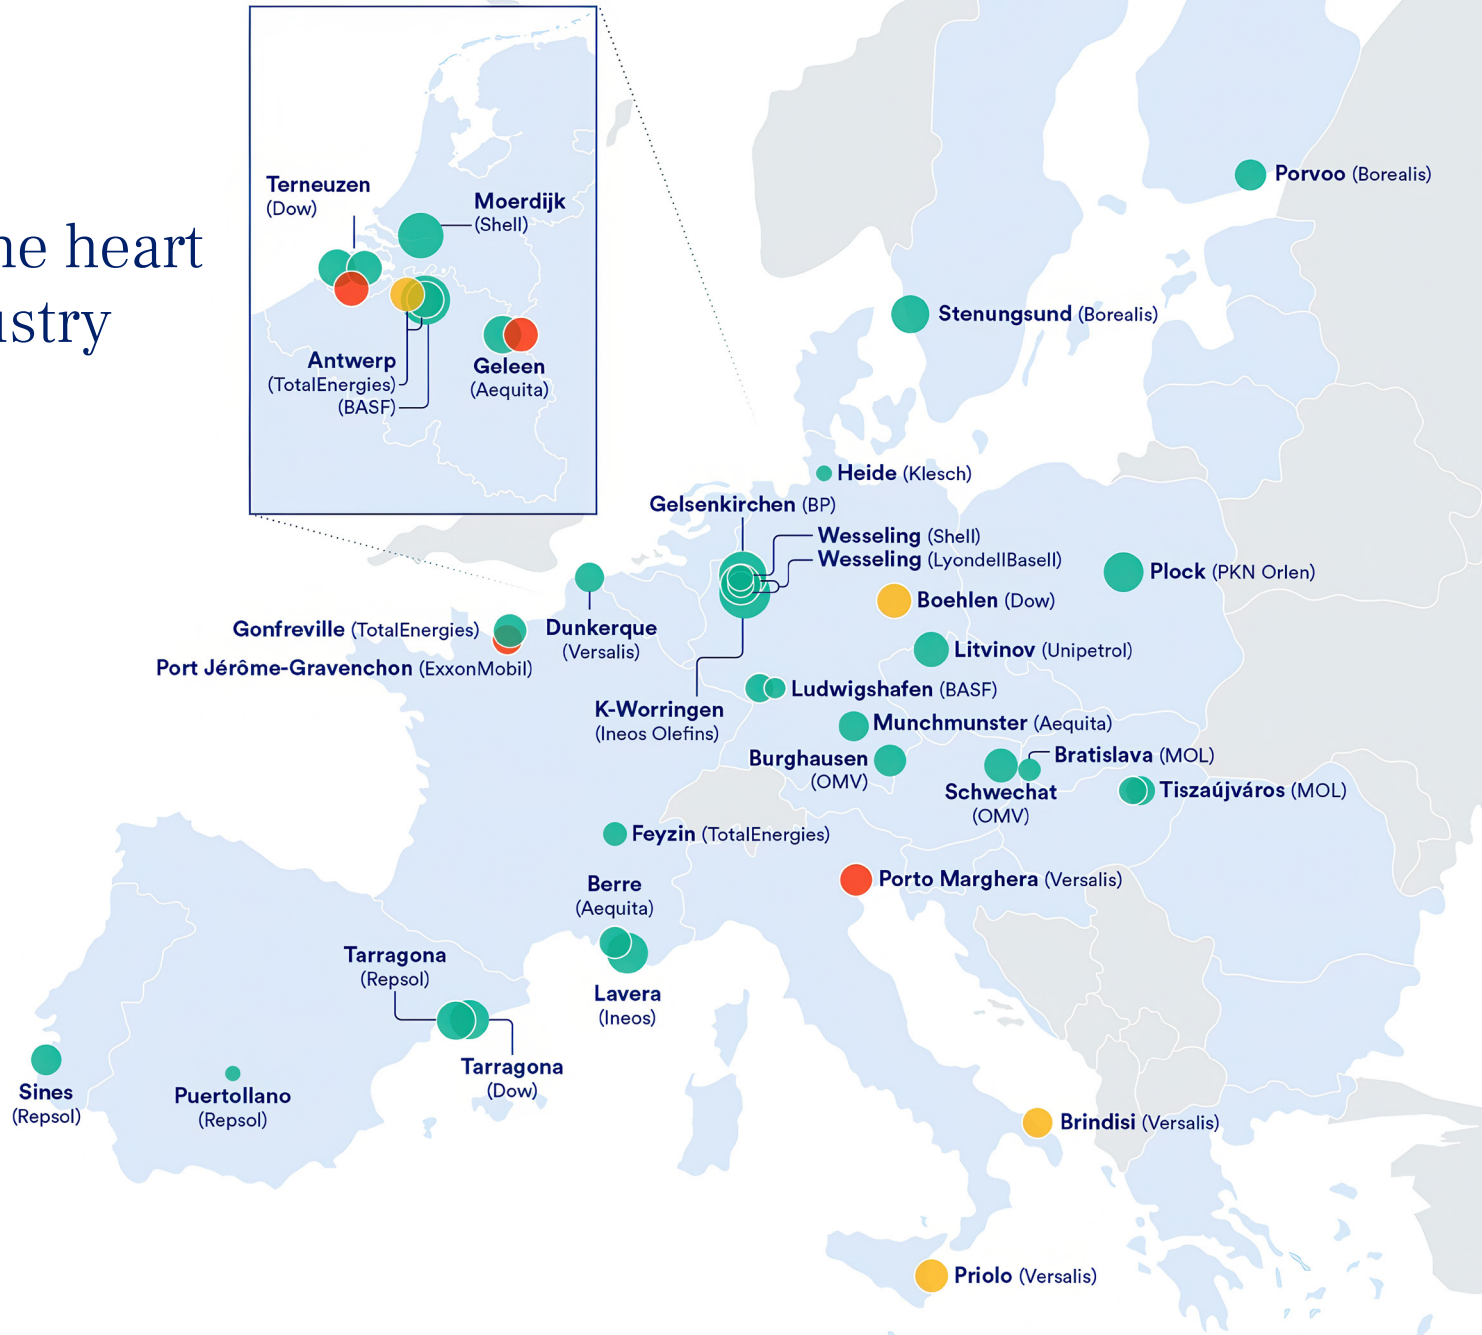 ne heart
ustry
Terneuzen
(Dow)
Moerdijk
(Shell)
Antwerp
(TotalEnergies)
(BASF)
Geleen
(Aequita)
Porvoo (Borealis)
Stenungsund (Borealis)
Heide (Klesch)
Gelsenkirchen (BP)
Wesseling (Shell)
Wesseling (LyondellBasell)
Plock (PKN Orlen)
Boehlen (Dow)
Gonfreville (TotalEnergies)
Dunkerque
(Versalis)
Port Jérôme-Gravenchon (ExxonMobil)
Litvinov (Unipetrol)
Ludwigshafen (BASF)
K-Worringen
(Ineos Olefins)
Munchmunster (Aequita)
Burghausen
(OMV)
Bratislava (MOL)
Schwechat
(OMV)
Tiszaújváros (MOL)
Feyzin (TotalEnergies)
Porto Marghera (Versalis)
Berre
(Aequita)
Tarragona
(Repsol)
Lavera
(Ineos)
Tarragona
(Dow)
Sines
(Repsol)
Puertollano
(Repsol)
Brindisi (Versalis)
Priolo (Versalis)